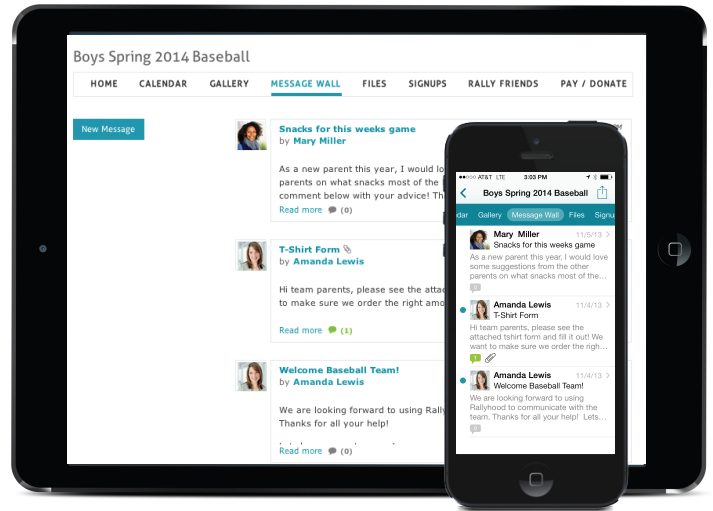 Boys Spring 2014 Baseball
HOME CALENDAR GALLERY MESSAGE WALL FILES SIGNUPS RALLY FRIENDS PAY / DONATE
New Message
Snacks for this weeks game
by Mary Miller
As a new parent this year, I would lo
parents on what snacks most of the
comment below with your advice! Th
Read more (0)
T-Shirt Form
by Amanda Lewis
Hi team parents, please see the attac
to make sure we order the right amo
Read more (1)
Welcome Baseball Team!
by Amanda Lewis
We are looking forward to using Rally
Thanks for all your help!
Read more (0)
AT&T LTE 3:03 PM
Boys Spring 2014 Baseball
dar Gallery Message Wall Files Signu
Mary Miller 11/5/13
Snacks for this weeks game
As a new parent this year, I would love
some suggestions from the other
parents on what snacks most of the...
0
Amanda Lewis 11/4/13
T-Shirt Form
Hi team parents, please see the
attached tshirt form and fill it out! We
want to make sure we order the righ...
1
Amanda Lewis 11/4/13
Welcome Baseball Team!
We are looking forward to using
Rallyhood to communicate with the
team. Thanks for all your help! Lets...
0